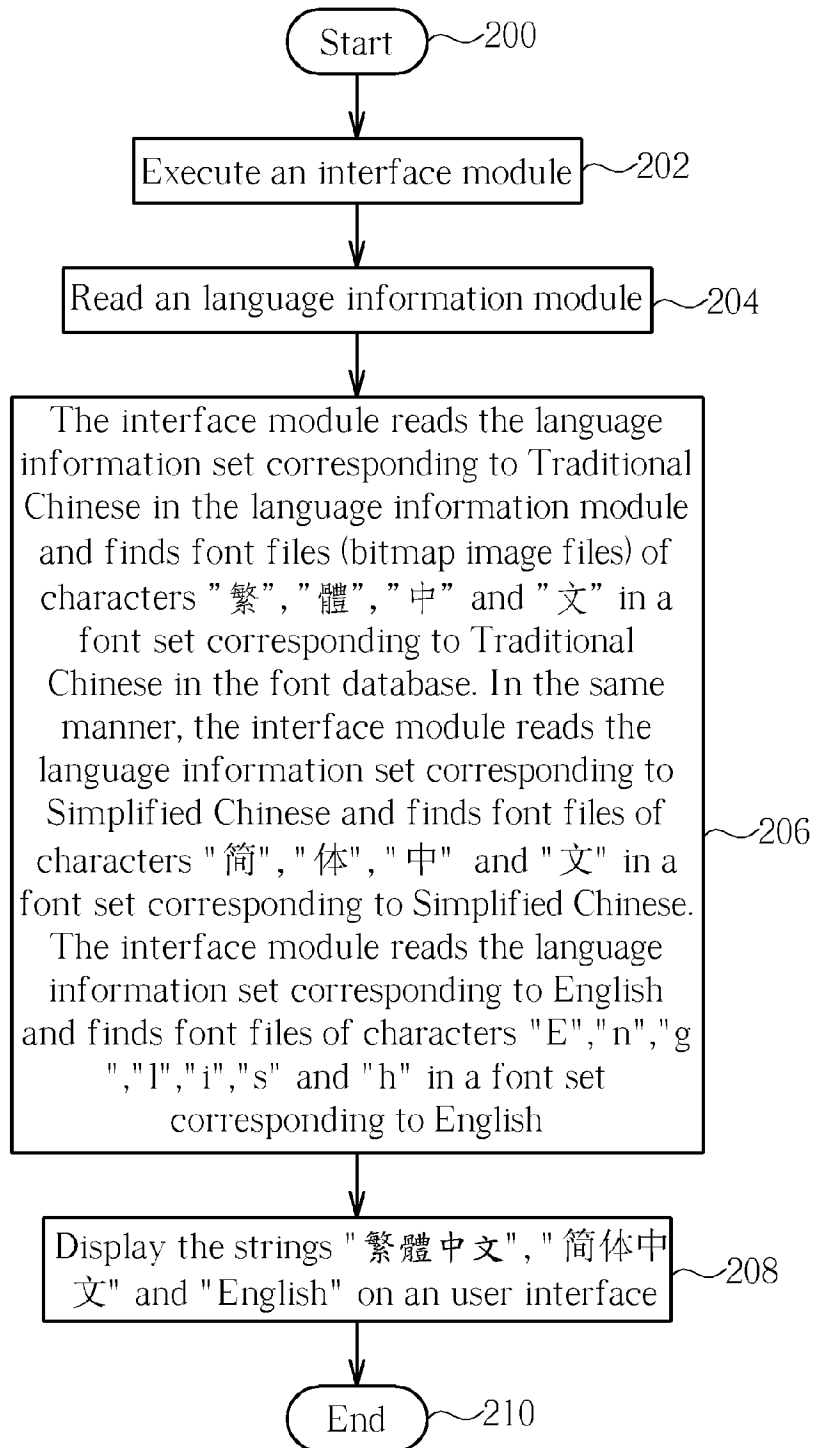 Start
200
Execute an interface module
202
Read an language information module
204
The interface module reads the language
information set corresponding to Traditional
Chinese in the language information module
and finds font files (bitmap image files) of
characters ”繁”,”體”,”中” and ”文” in a
font set corresponding to Traditional
Chinese in the font database. In the same
manner, the interface module reads the
language information set corresponding to
Simplified Chinese and finds font files of
characters "简","体","中" and "文" in a
font set corresponding to Simplified Chinese.
The interface module reads the language
information set corresponding to English
and finds font files of characters "E","n","g
","l","i","s" and "h" in a font set
corresponding to English
206
Display the strings "繁體中文","简体中
文" and "English" on an user interface
208
End
210